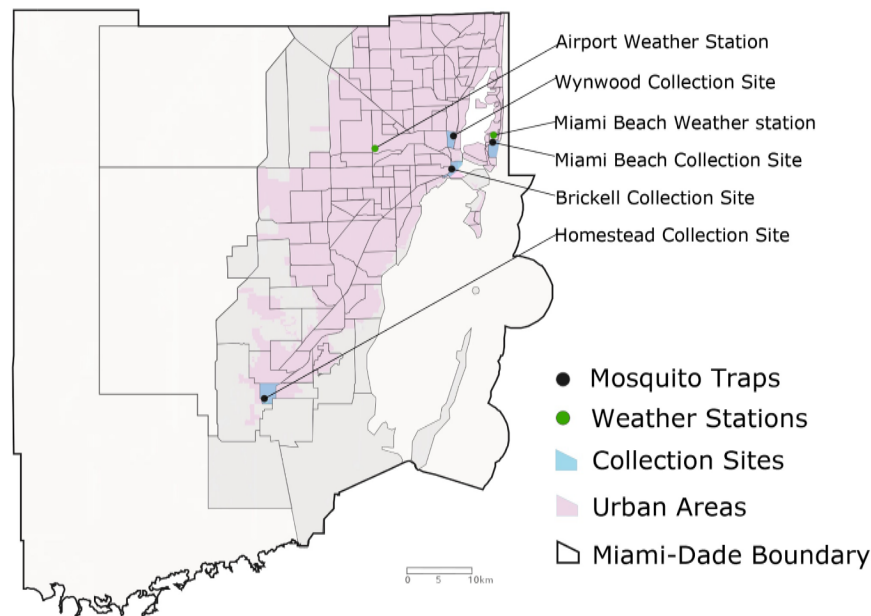 Airport Weather Station
Wynwood Collection Site
Miami Beach Weather station
Miami Beach Collection Site
Brickell Collection Site
Homestead Collection Site
Mosquito Traps
Weather Stations
Collection Sites
Urban Areas
Miami-Dade Boundary
0 5 10km